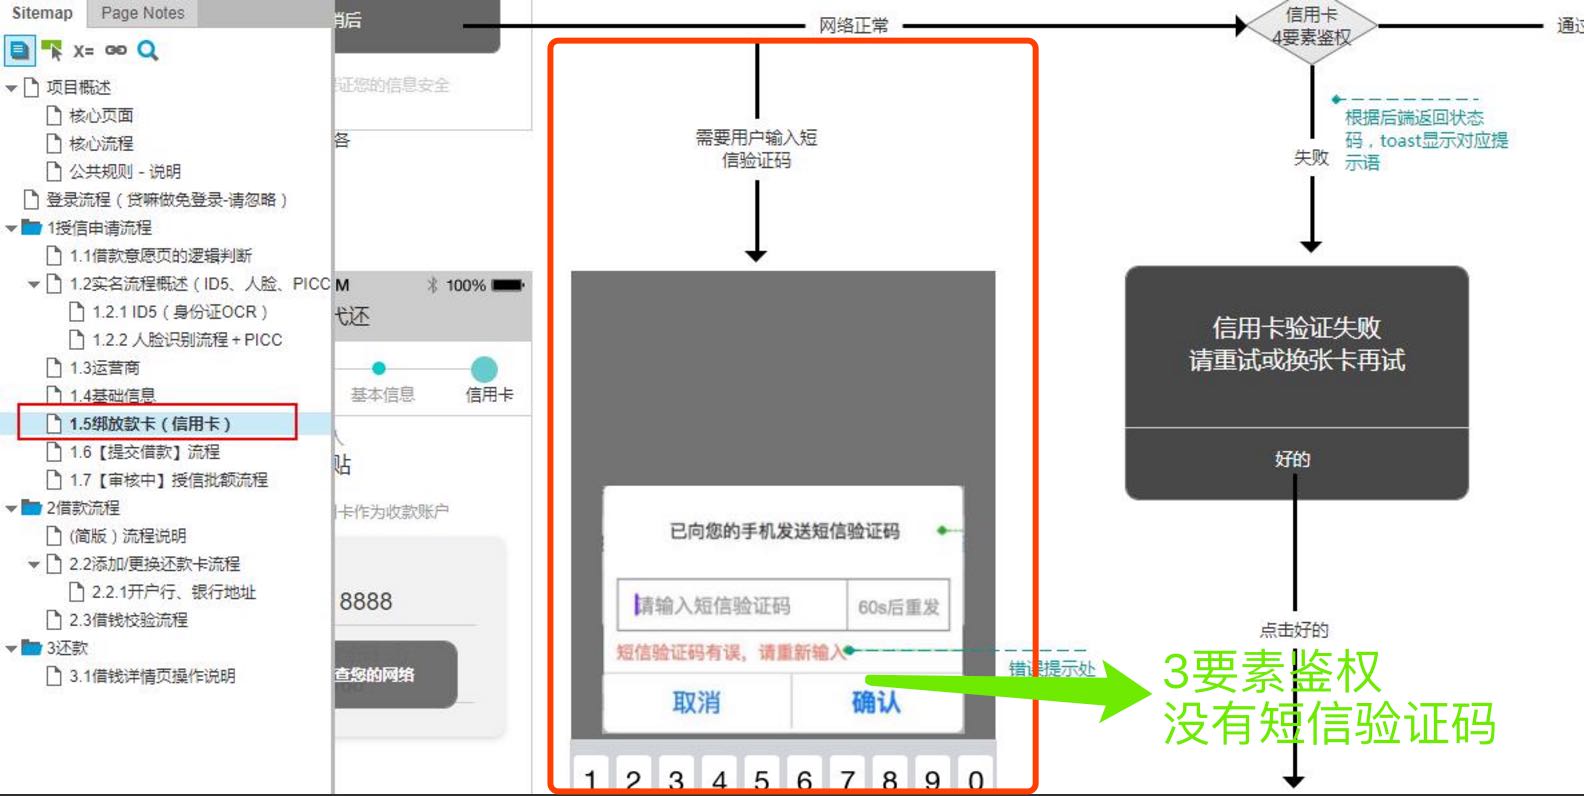 Sitemap
Page Notes
X=
项目概述
核心页面
核心流程
公共规则 - 说明
登录流程（贷嘛做免登录-请忽略）
1授信申请流程
1.1借款意愿页的逻辑判断
1.2实名流程概述（ID5、人脸、PICC
1.2.1 ID5（身份证OCR）
1.2.2 人脸识别流程 + PICC
1.3运营商
1.4基础信息
1.5绑放款卡（信用卡）
1.6【提交借款】流程
1.7【审核中】授信批额流程
2借款流程
(简版）流程说明
2.2添加/更换还款卡流程
2.2.1开户行、银行地址
2.3借钱校验流程
3还款
3.1借钱详情页操作说明
稍后
证您的信息安全
各
M
100%
代还
基本信息
信用卡
贴
卡作为收款账户
8888
查您的网络
网络正常
需要用户输入短
信验证码
已向您的手机发送短信验证码
请输入短信验证码
60s后重发
短信验证码有误，请重新输入
取消
确认
1 2 3 4 5 6 7 8 9 0
错误提示处
信用卡
4要素鉴权
通过
根据后端返回状态
码，toast显示对应提
示语
失败
信用卡验证失败
请重试或换张卡再试
好的
点击好的
3要素鉴权
没有短信验证码